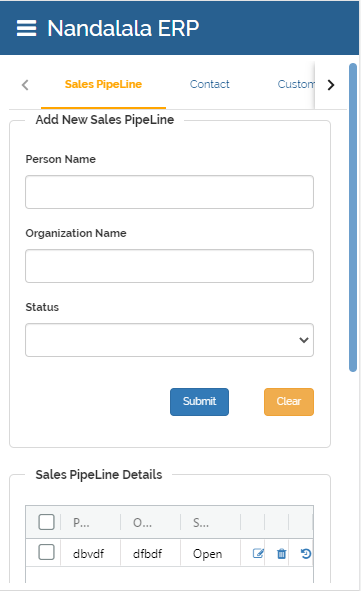 Nandalala ERP
Sales PipeLine Contact Custom
Add New Sales PipeLine
Person Name
Organization Name
Status
Submit Clear
Sales PipeLine Details
P... O... S...
dbvdf dfbdf Open